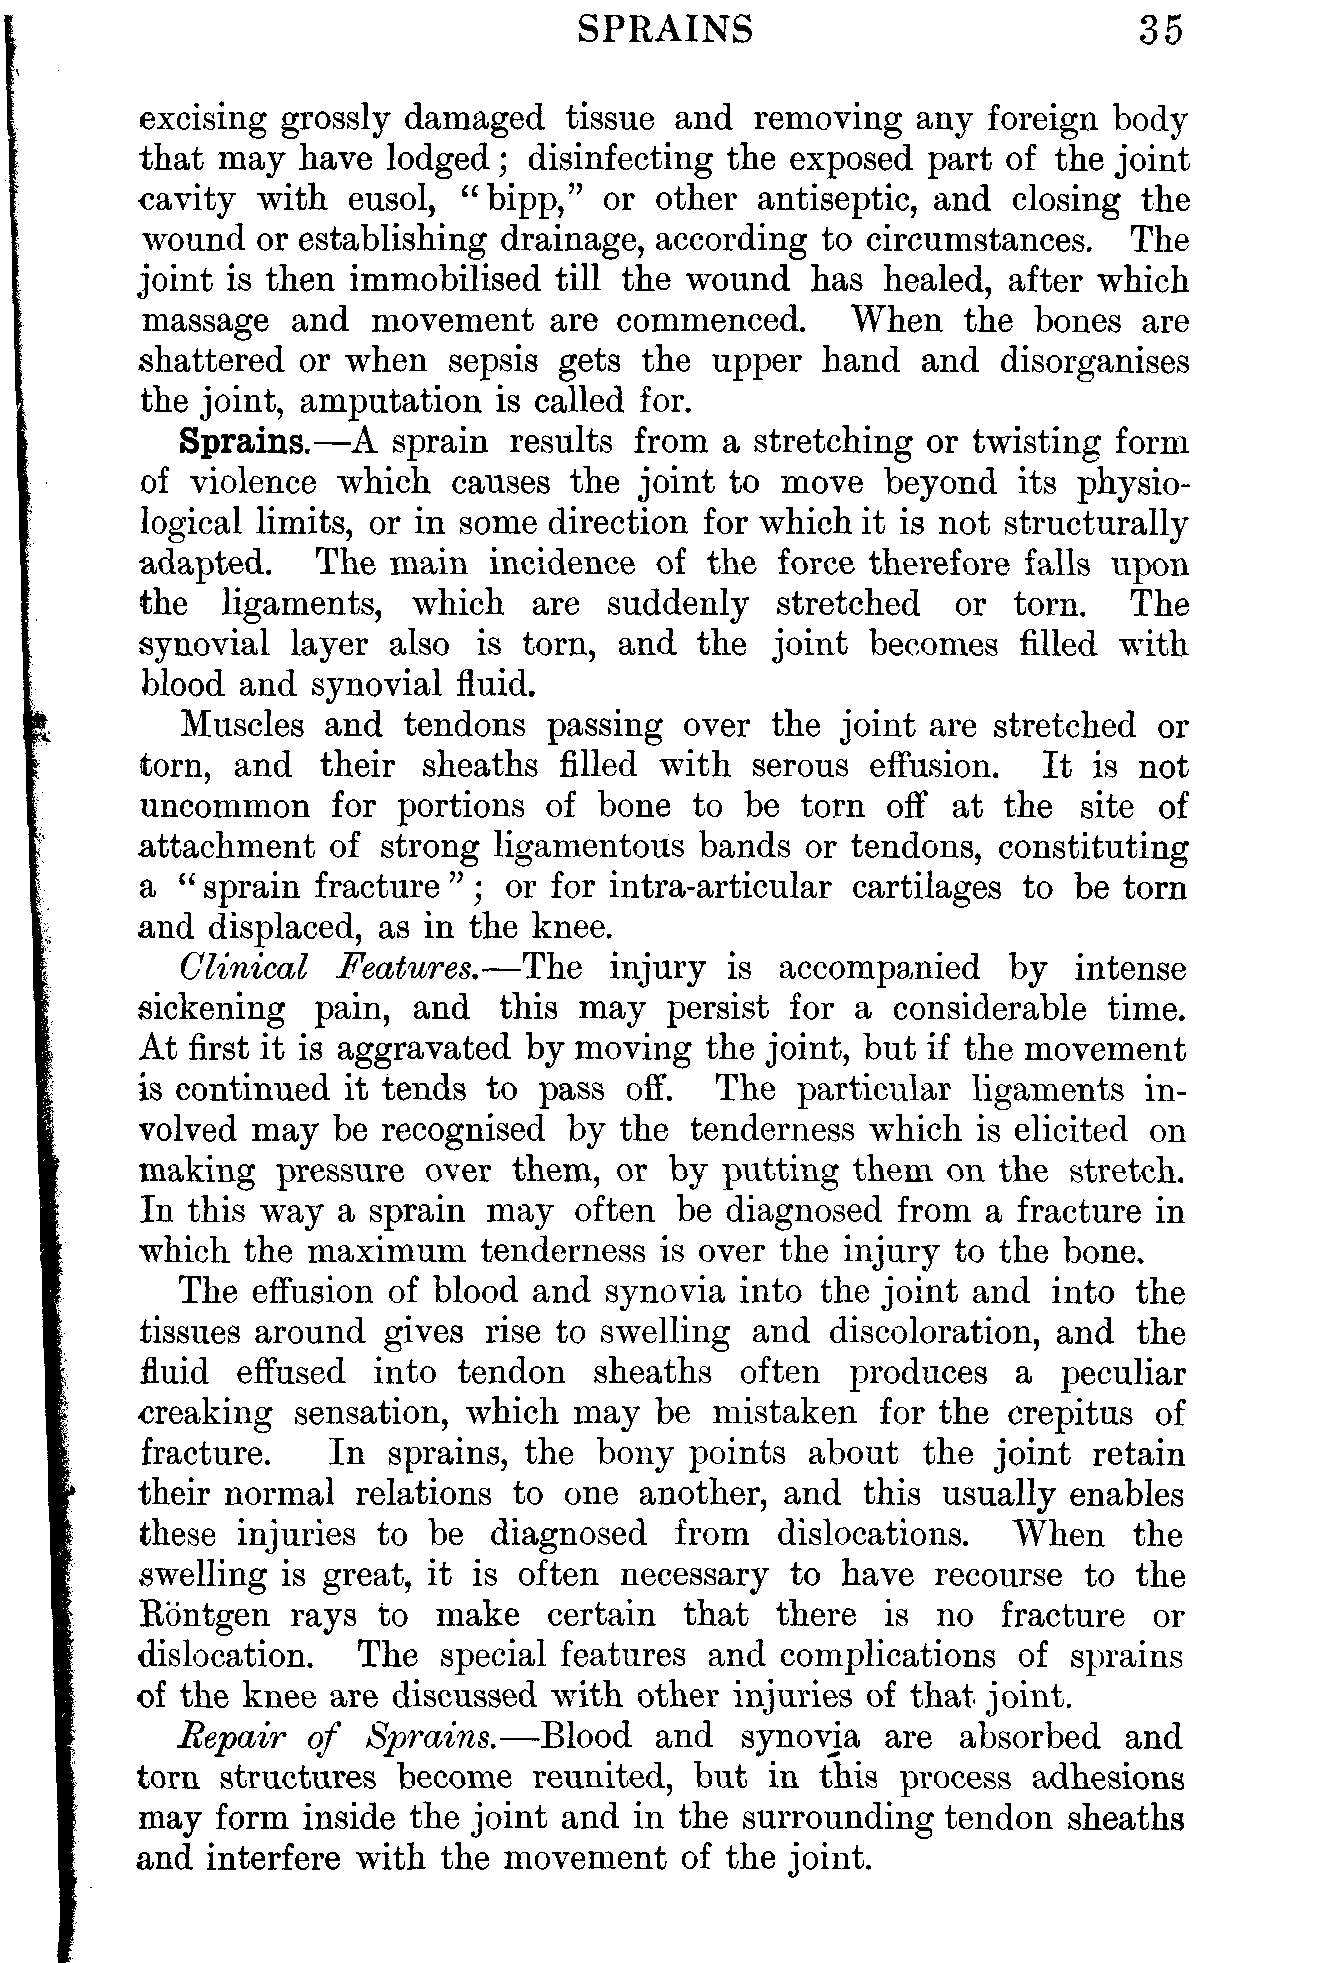 SPRAINS 35
excising grossly damaged tissue and removing any foreign body
that may have lodged ; disinfecting the exposed part of the joint
cavity with eusol, “ bipp,” or other antiseptic, and closing the
wound or establishing drainage, according to circumstances. The
joint is then immobilised till the wound has healed, after which
massage and movement are commenced. When the bones are
shattered or when sepsis gets the upper hand and disorganises
the joint, amputation is called for.
Sprains.—A sprain results from a stretching or twisting form
of violence which causes the joint to move beyond its physio-
logical limits, or in some direction for which it is not structurally
adapted. The main incidence of the force therefore falls upon
the ligaments, which are suddenly stretched or torn. The
synovial layer also is torn, and the joint becomes filled with
blood and synovial fluid.
Muscles and tendons passing over the joint are stretched or
torn, and their sheaths filled with serous effusion. It is not
uncommon for portions of bone to be torn off at the site of
attachment of strong ligamentous bands or tendons, constituting
a “ sprain fracture ” ; or for intra-articular cartilages to be torn
and displaced, as in the knee.
Clinical Features.—The injury is accompanied by intense
sickening pain, and this may persist for a considerable time.
At first it is aggravated by moving the joint, but if the movement
is continued it tends to pass off. The particular ligaments in-
volved may be recognised by the tenderness which is elicited on
making pressure over them, or by putting them on the stretch.
In this way a sprain may often be diagnosed from a fracture in
which the maximum tenderness is over the injury to the bone.
The effusion of blood and synovia into the joint and into the
tissues around gives rise to swelling and discoloration, and the
fluid effused into tendon sheaths often produces a peculiar
creaking sensation, which may be mistaken for the crepitus of
fracture. In sprains, the bony points about the joint retain
their normal relations to one another, and this usually enables
these injuries to be diagnosed from dislocations. When the
swelling is great, it is often necessary to have recourse to the
Röntgen rays to make certain that there is no fracture or
dislocation. The special features and complications of sprains
of the knee are discussed with other injuries of that joint.
Repair of Sprains.—Blood and synovia are absorbed and
torn structures become reunited, but in this process adhesions
may form inside the joint and in the surrounding tendon sheaths
and interfere with the movement of the joint.